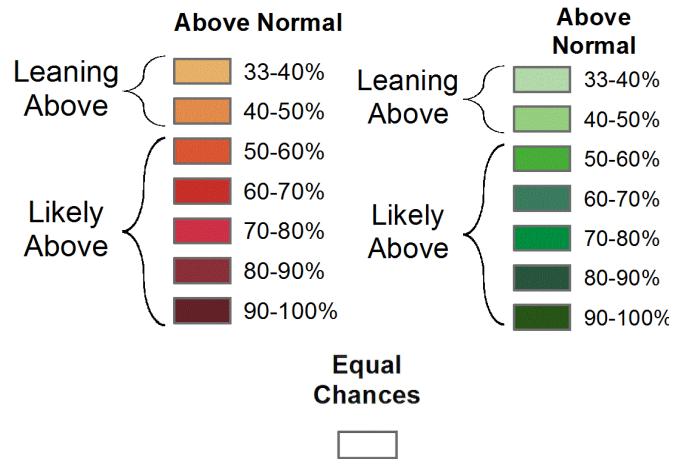 Above Normal
Leaning
Above
33-40%
40-50%
Likely
Above
50-60%
60-70%
70-80%
80-90%
90-100%
Above
Normal
Leaning
Above
33-40%
40-50%
Likely
Above
50-60%
60-70%
70-80%
80-90%
90-100%
Equal
Chances